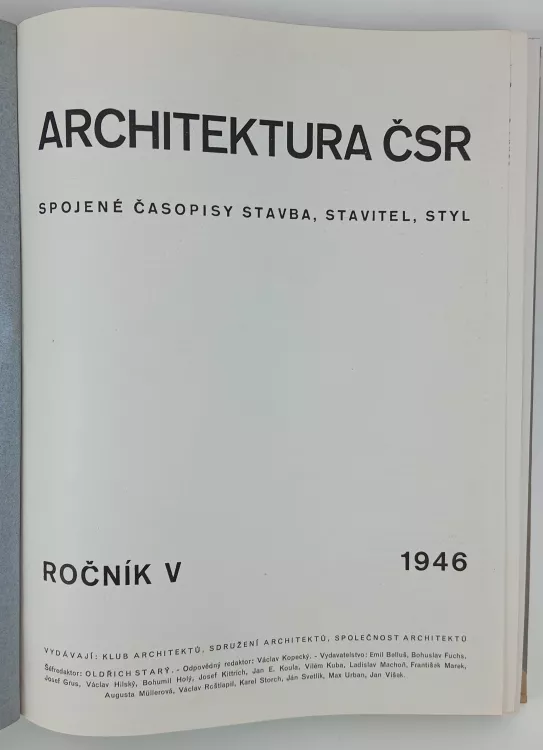 ARCHITEKTURA ČSR
SPOJENÉ ČASOPISY STAVBA, STAVITEL, STYL
ROČNÍK V
1946
VYDÁVAJÍ: KLUB ARCHITEKTŮ, SDRUŽENÍ ARCHITEKTŮ, SPOLEČNOST ARCHITEKTŮ
Šéfredaktor: OLDŘICH STARÝ. - Odpovědný redaktor: Václav Kopecký. - Vydavatelstvo: Emil Belluš, Bohuslav Fuchs,
Josef Grus, Václav Hilský, Bohumil Holý, Josef Kittrich, Jan E. Koula, Vilém Kuba, Ladislav Machoň, František Marek,
Augusta Müllerová, Václav Rčštlapil, Karel Storch, Ján Svetlík, Max Urban, Jan Víšek.